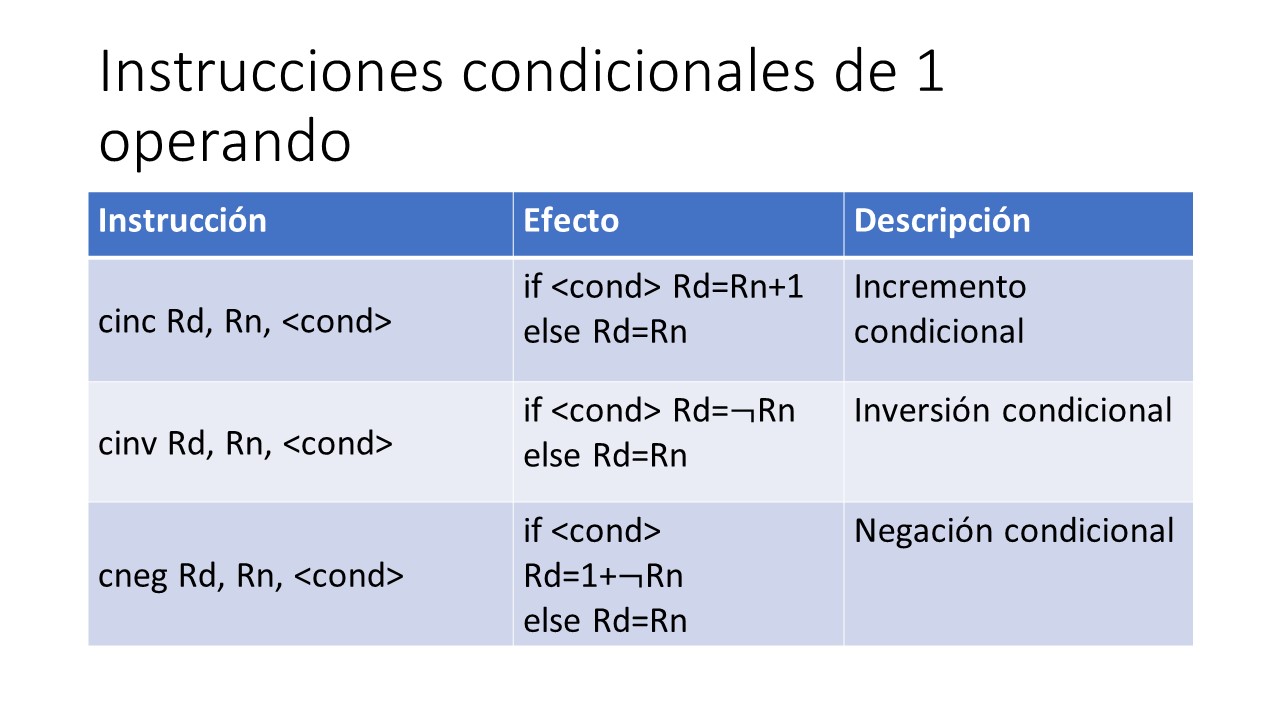 Instrucciones condicionales de 1
operando
Instrucción
Efecto
Descripción
cinc Rd, Rn, <cond>
if <cond> Rd=Rn+1
else Rd=Rn
Incremento
condicional
cinv Rd, Rn, <cond>
if <cond> Rd=¬Rn
else Rd=Rn
Inversión condicional
cneg Rd, Rn, <cond>
if <cond>
Rd=1+¬Rn
else Rd=Rn
Negación condicional